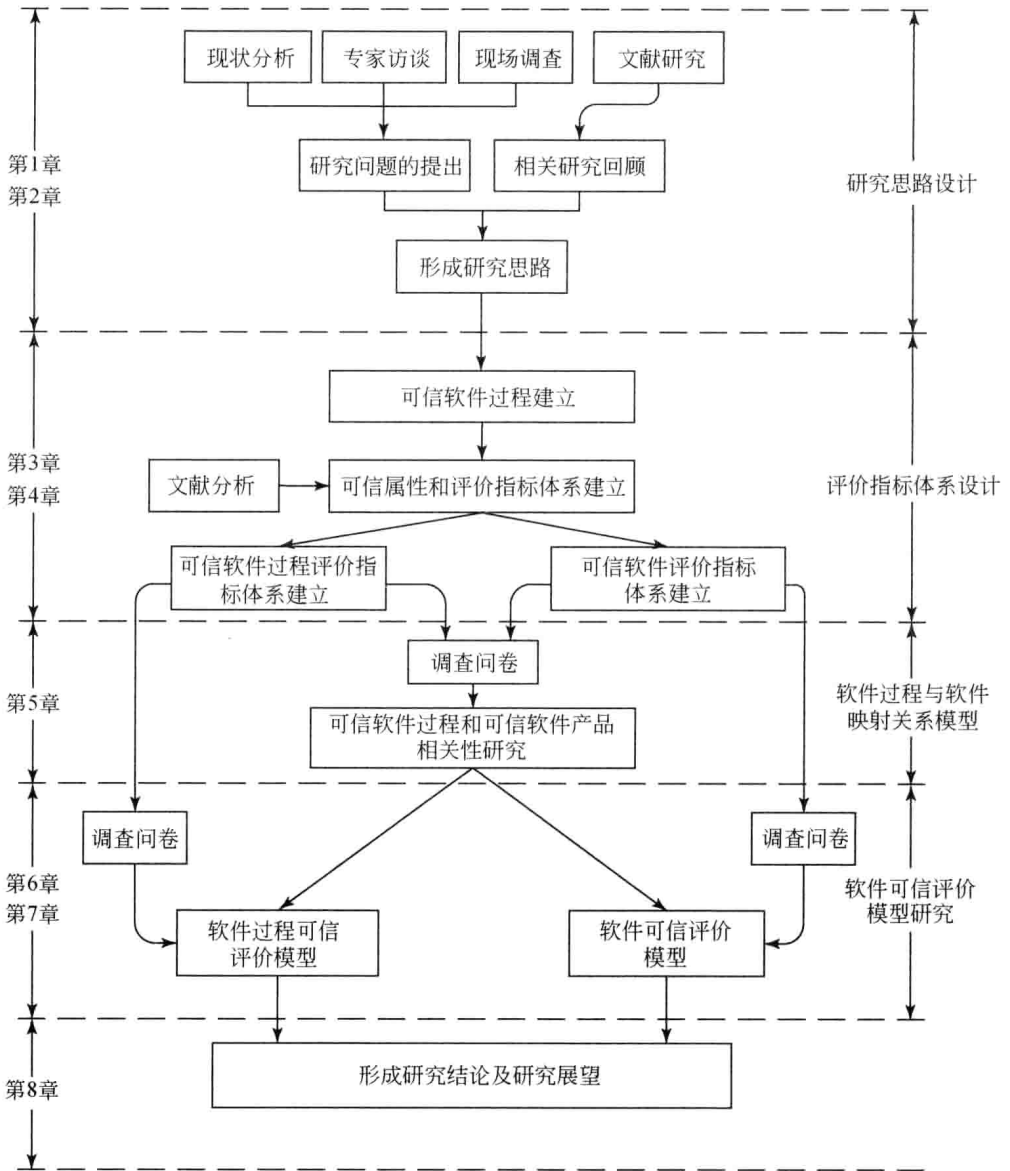 现状分析
专家访谈
现场调查
文献研究
第1章
第2章
研究问题的提出
相关研究回顾
研究思路设计
形成研究思路
可信软件过程建立
第3章
第4章
文献分析
可信属性和评价指标体系建立
评价指标体系设计
可信软件过程评价指
标体系建立
可信软件评价指标
体系建立
第5章
调查问卷
可信软件过程和可信软件产品
相关性研究
软件过程与软件
映射关系模型
调查问卷
调查问卷
第6章
第7章
软件过程可信
评价模型
软件可信评价
模型
软件可信评价
模型研究
第8章
形成研究结论及研究展望